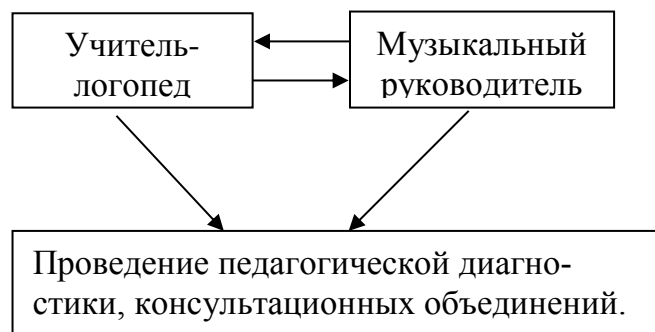 Учитель-
логопед
Музыкальный
руководитель
Проведение педагогической диагно-
стики, консультационных объединений.